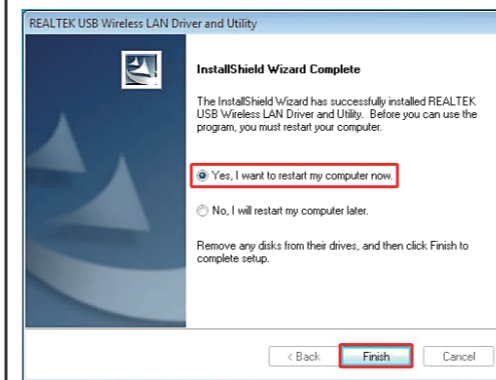 REALTEK USB Wireless LAN Driver and Utility
InstallShield Wizard Complete
The InstallShield Wizard has successfully installed REALTEK
USB Wireless LAN Driver and Utility. Before you can use the
program, you must restart your computer.
Yes, I want to restart my computer now.
No, I will restart my computer later.
Remove any disks from their drives, and then click Finish to
complete setup.
< Back
Finish
Cancel